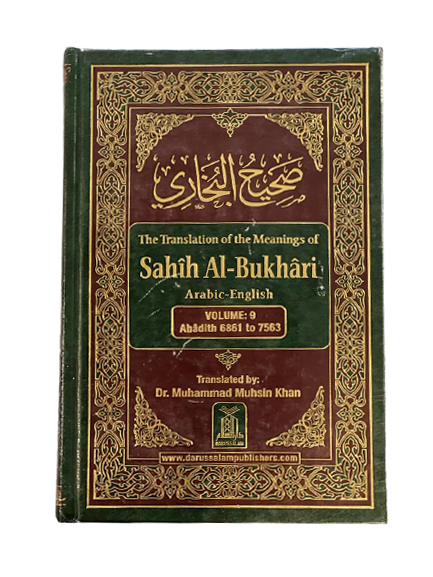 صحيح البخاري
The Translation of the Meanings of
Sahîh Al-Bukhâri
Arabic-English
VOLUME: 9
Ahâdith 6861 to 7563
Translated by:
Dr. Muhammad Muhsin Khan
DARUSSALAM
www.darussalampublishers.com